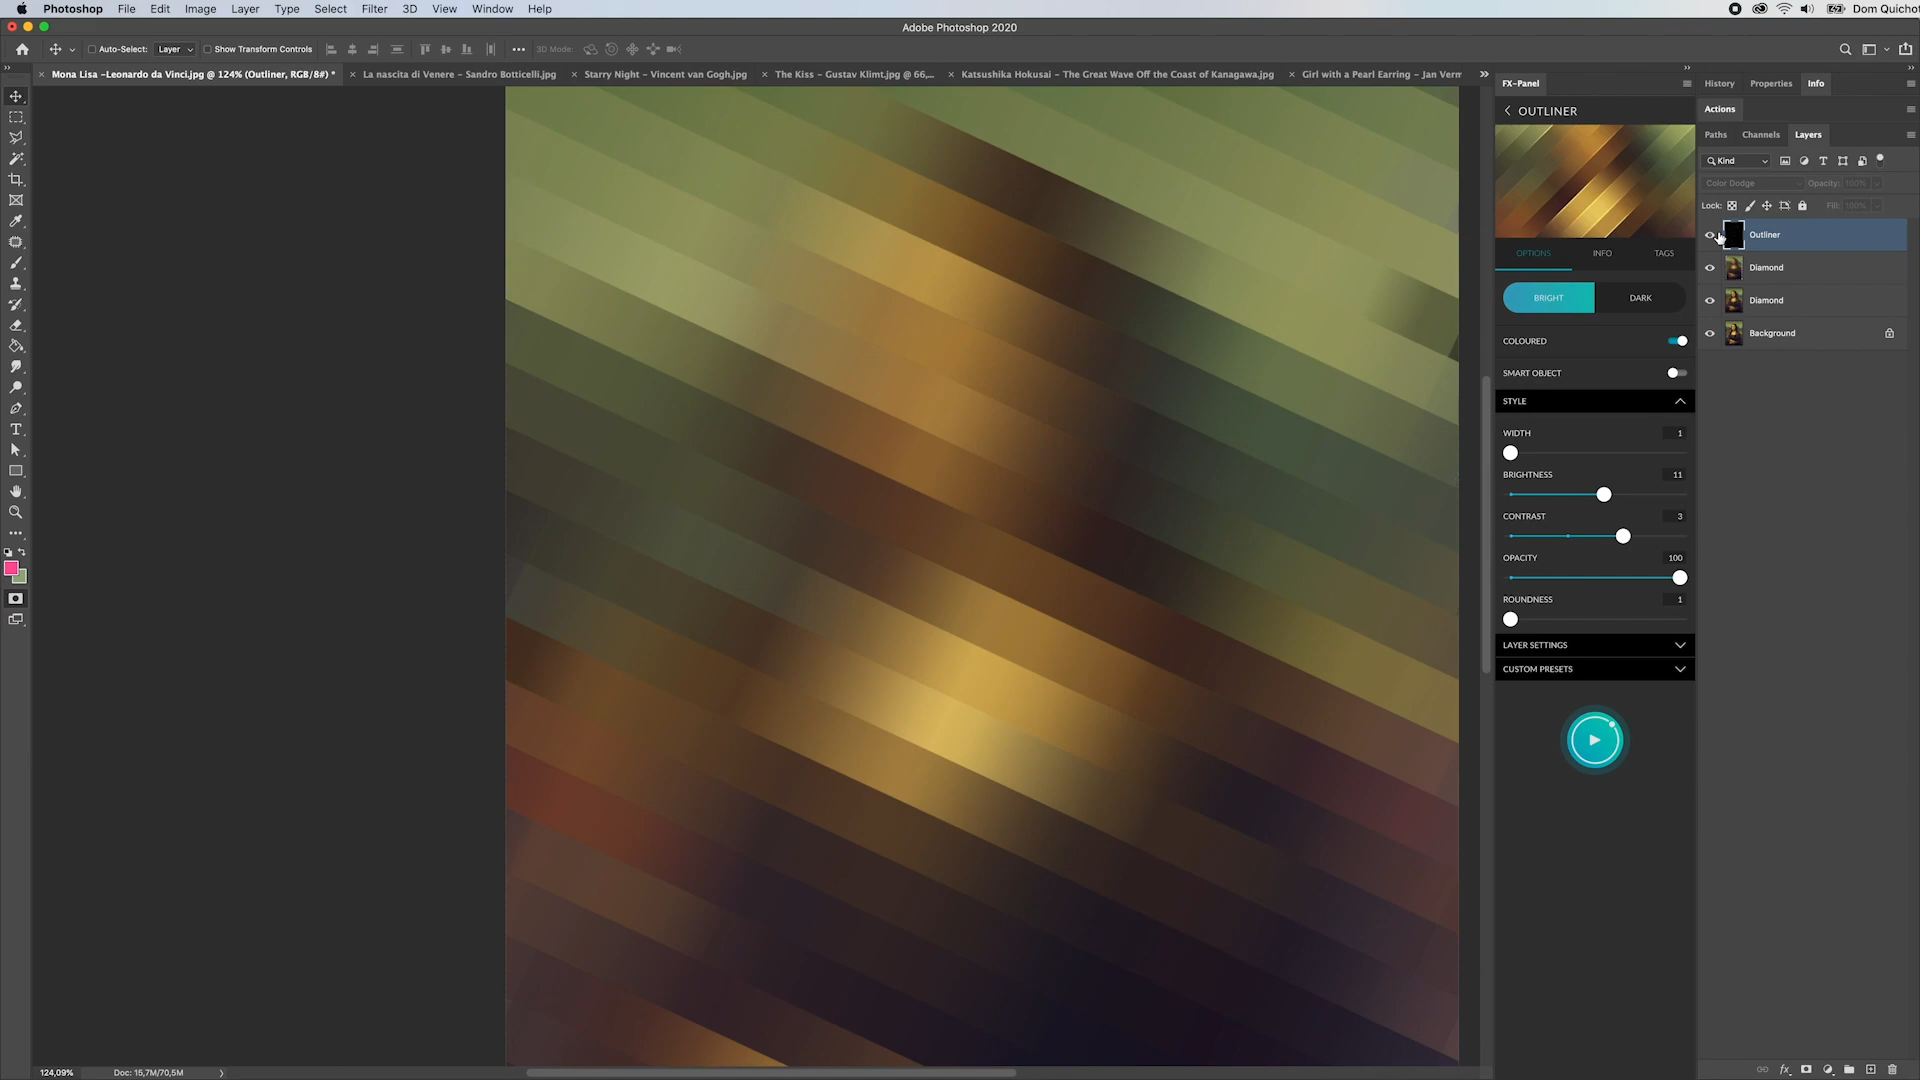 Photoshop File Edit Image Layer Type Select Filter 3D View Window Help Dom Quichot
Adobe Photoshop 2020
Auto-Select: Layer Show Transform Controls 3D Mode:
Mona Lisa –Leonardo da Vinci.jpg @ 124% (Outliner, RGB/8#) * La nascita di Venere – Sandro Botticelli.jpg Starry Night – Vincent van Gogh.jpg The Kiss – Gustav Klimt.jpg @ 66,... Katsushika Hokusai – The Great Wave Off the Coast of Kanagawa.jpg Girl with a Pearl Earring – Jan Verm
FX-Panel
OUTLINER
OPTIONS INFO TAGS
BRIGHT DARK
COLOURED
SMART OBJECT
STYLE
WIDTH 1
BRIGHTNESS 11
CONTRAST 3
OPACITY 100
ROUNDNESS 1
LAYER SETTINGS
CUSTOM PRESETS
History Properties Info
Actions
Paths Channels Layers
Kind
Color Dodge Opacity: 100%
Lock: Fill: 100%
Outliner
Diamond
Diamond
Background
124,09% Doc: 15,7M/70,5M
fx